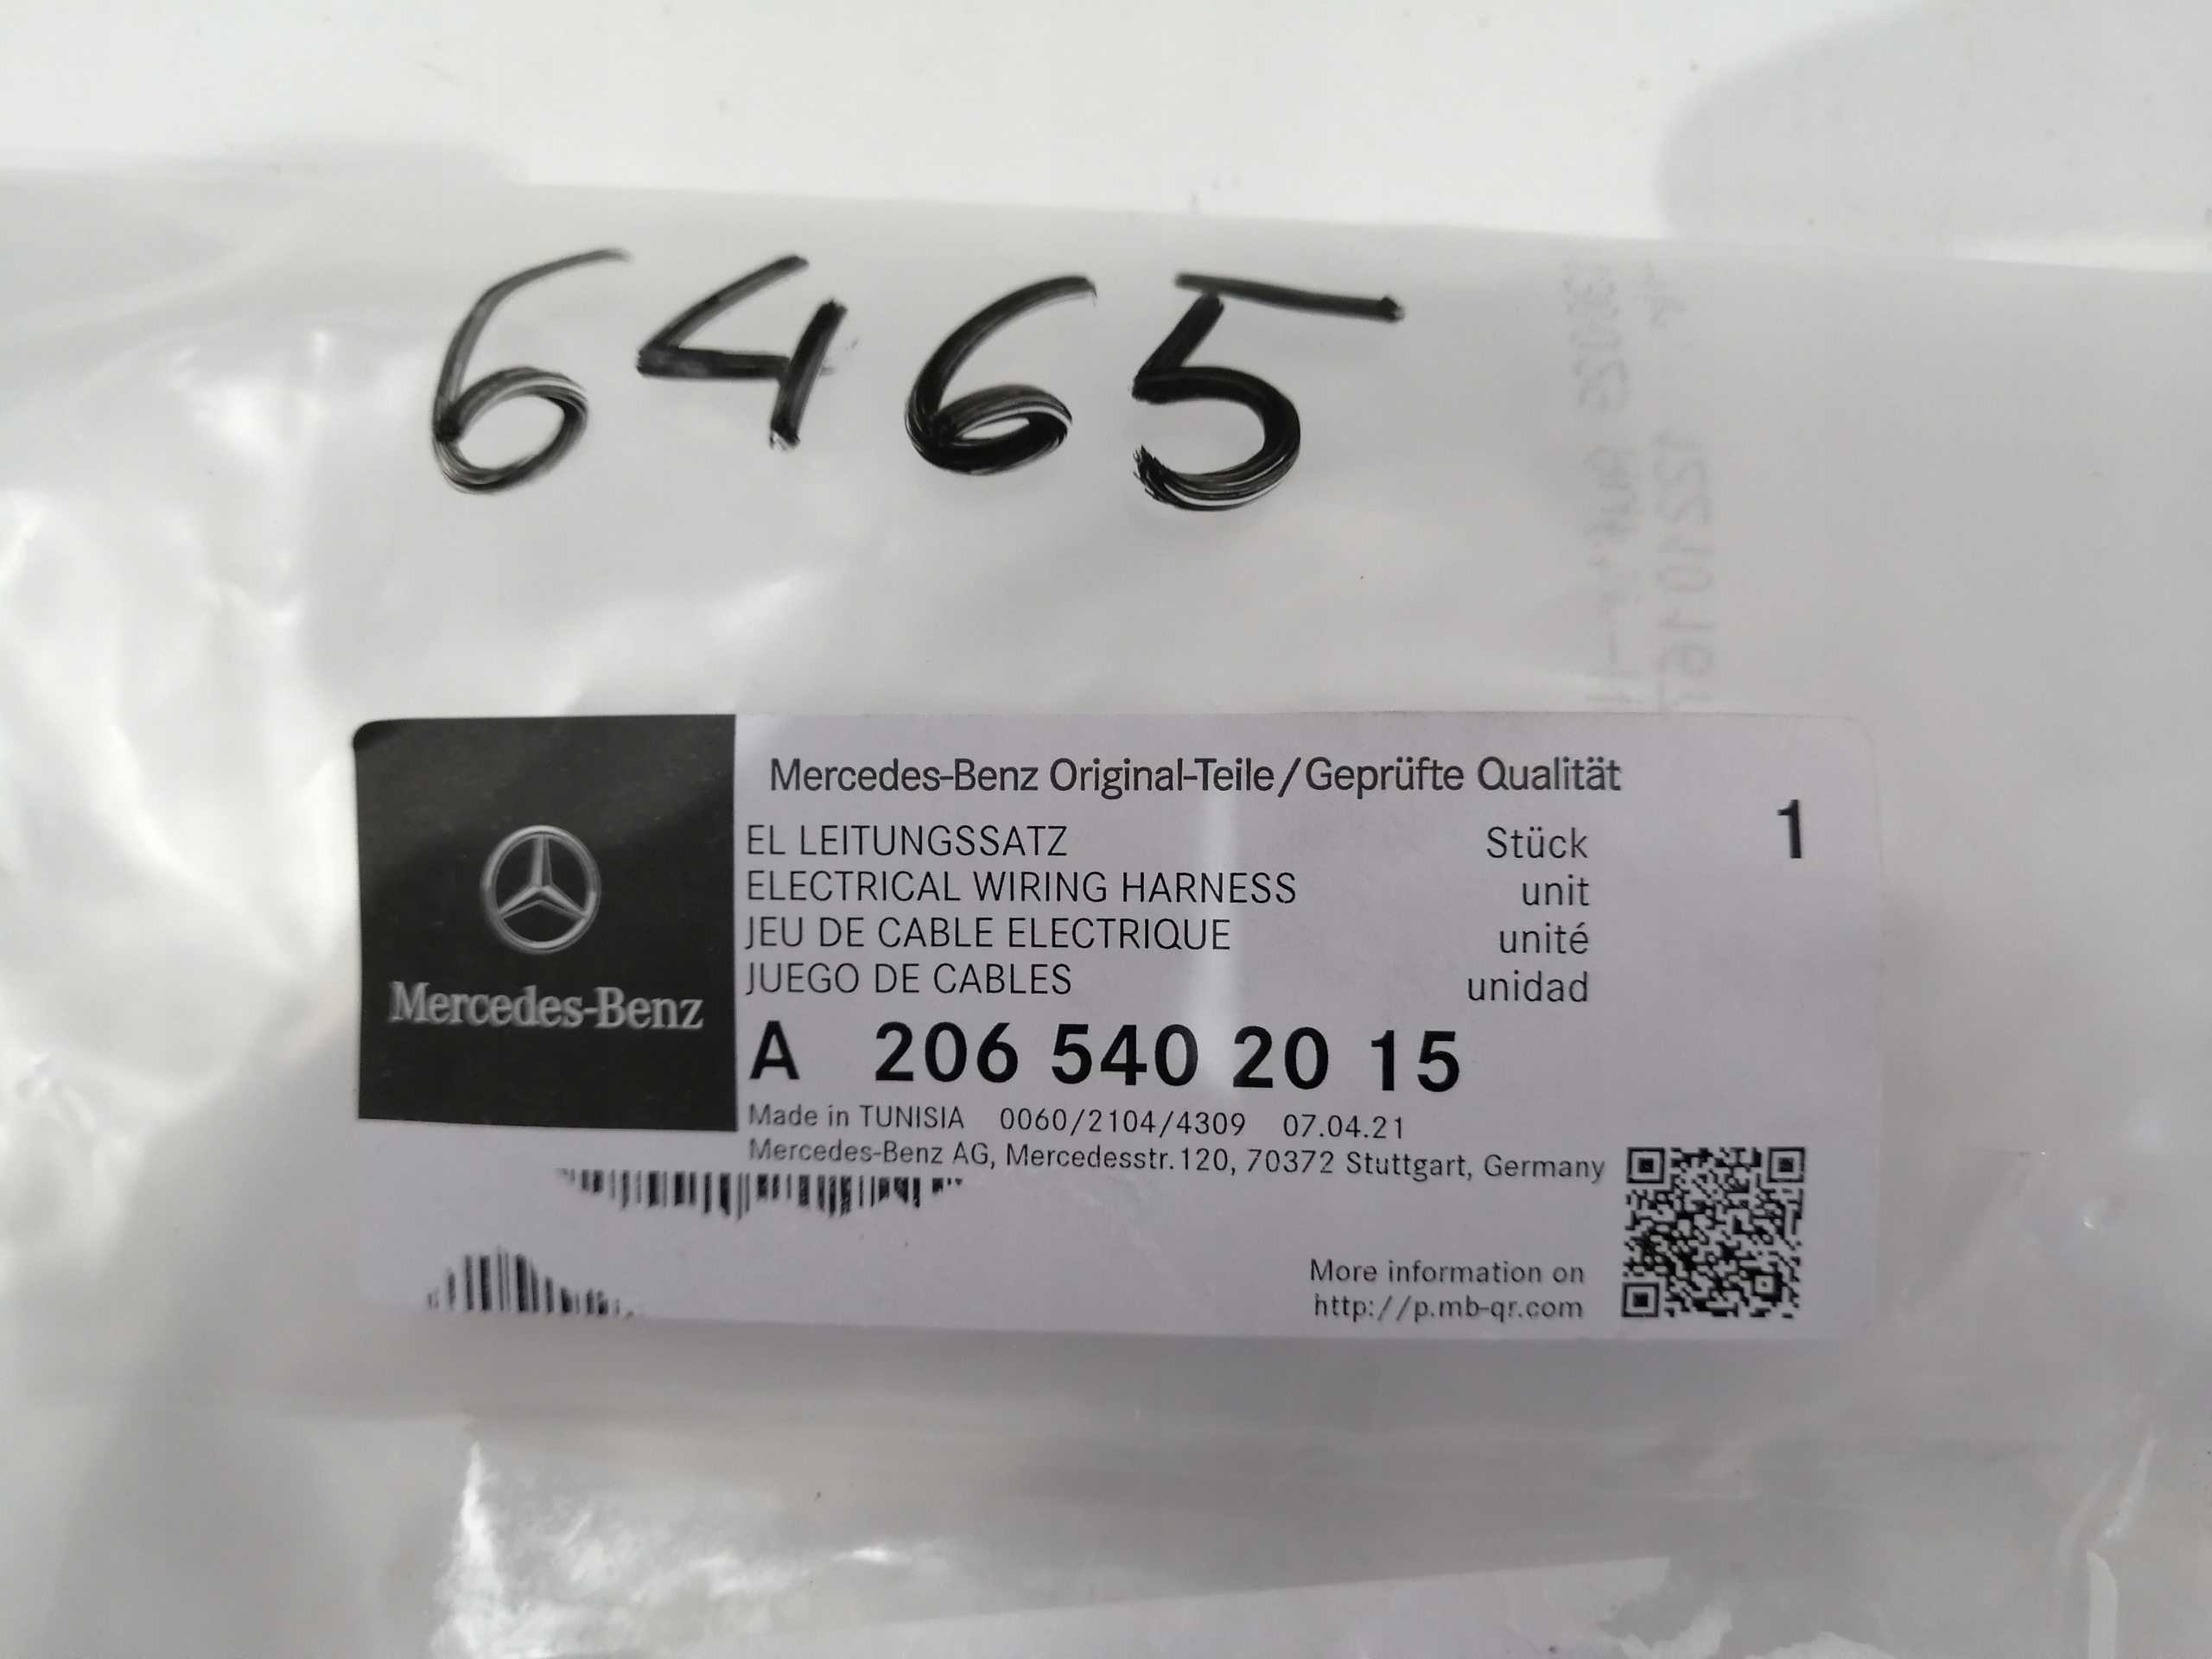 6465
Mercedes-Benz Original-Teile/Geprüfte Qualität
1
EL LEITUNGSSATZ Stück
ELECTRICAL WIRING HARNESS unit
JEU DE CABLE ELECTRIQUE unité
JUEGO DE CABLES unidad
Mercedes-Benz
A 206 540 20 15
Made in TUNISIA 0060/2104/4309 07.04.21
Mercedes-Benz AG, Mercedesstr. 120, 70372 Stuttgart, Germany
More information on
http://p.mb-qr.com